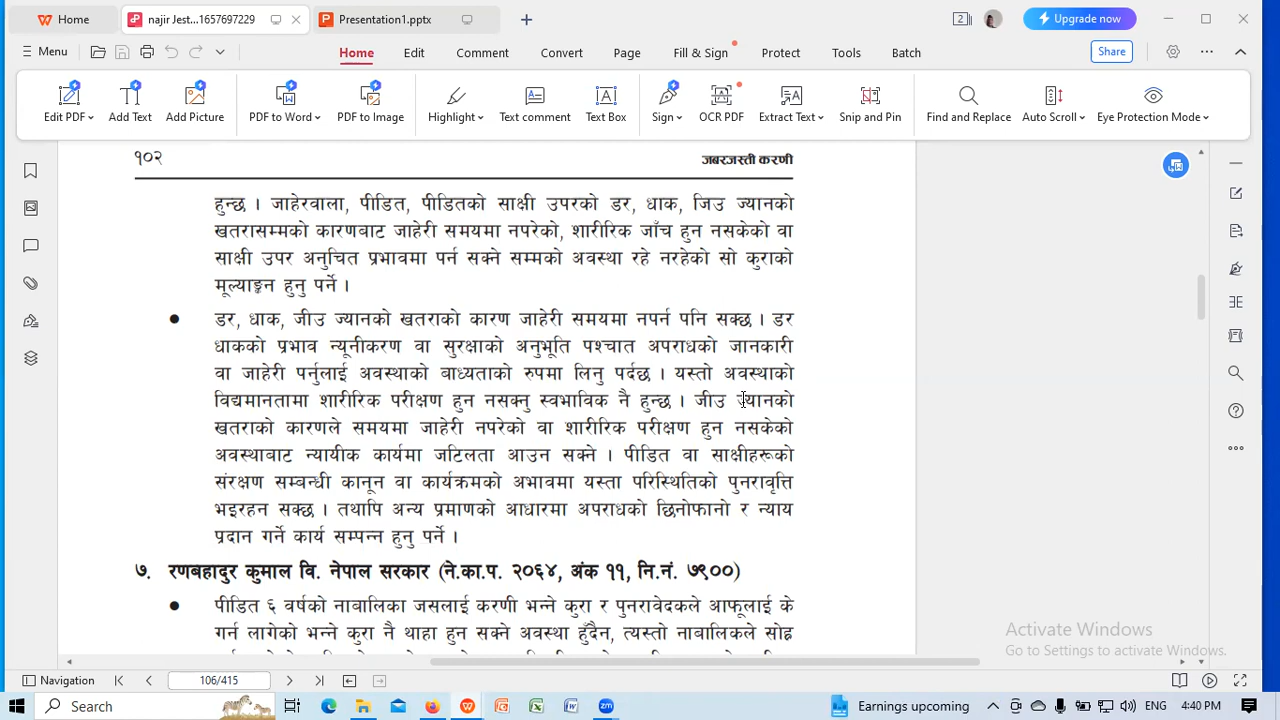 Home
najir Jest...1657697229
Presentation1.pptx
2
Upgrade now
Menu
Home
Edit
Comment
Convert
Page
Fill & Sign
Protect
Tools
Batch
Share
Edit PDF
Add Text
Add Picture
PDF to Word
PDF to Image
Highlight
Text comment
Text Box
Sign
OCR PDF
Extract Text
Snip and Pin
Find and Replace
Auto Scroll
Eye Protection Mode
१०२
जबरजस्ती करणी
हुन्छ । जाहेरवाला, पीडित, पीडितको साक्षी उपरको डर, धाक, जिउ ज्यानको
खतरासम्मको कारणबाट जाहेरी समयमा नपरेको, शारीरिक जाँच हुन नसकेको वा
साक्षी उपर अनुचित प्रभावमा पर्न सक्ने सम्मको अवस्था रहे नरहेको सो कुराको
मूल्याङ्कन हुनु पर्ने ।
● डर, धाक, जीउ ज्यानको खतराको कारण जाहेरी समयमा नपर्न पनि सक्छ । डर
धाकको प्रभाव न्यूनीकरण वा सुरक्षाको अनुभूति पश्चात अपराधको जानकारी
वा जाहेरी पर्नुलाई अवस्थाको बाध्यताको रुपमा लिनु पर्दछ । यस्तो अवस्थाको
विद्यमानतामा शारीरिक परीक्षण हुन नसक्नु स्वभाविक नै हुन्छ । जीउ ज्यानको
खतराको कारणले समयमा जाहेरी नपरेको वा शारीरिक परीक्षण हुन नसकेको
अवस्थाबाट न्यायीक कार्यमा जटिलता आउन सक्ने । पीडित वा साक्षीहरूको
संरक्षण सम्बन्धी कानून वा कार्यक्रमको अभावमा यस्ता परिस्थितिको पुनरावृत्ति
भइरहन सक्छ । तथापि अन्य प्रमाणको आधारमा अपराधको छिनोफानो र न्याय
प्रदान गर्ने कार्य सम्पन्न हुनु पर्ने ।
७. रणबहादुर कुमाल वि. नेपाल सरकार (ने.का.प. २०६४, अंक ११, नि.नं. ७९००)
● पीडित ६ वर्षको नाबालिका जसलाई करणी भन्ने कुरा र पुनरावेदकले आफूलाई के
गर्न लागेको भन्ने कुरा नै थाहा हुन सक्ने अवस्था हुँदैन, त्यस्तो नाबालिकले सोह्र
Activate Windows
Go to Settings to activate Windows.
Navigation
106/415
Search
Earnings upcoming
4:40 PM